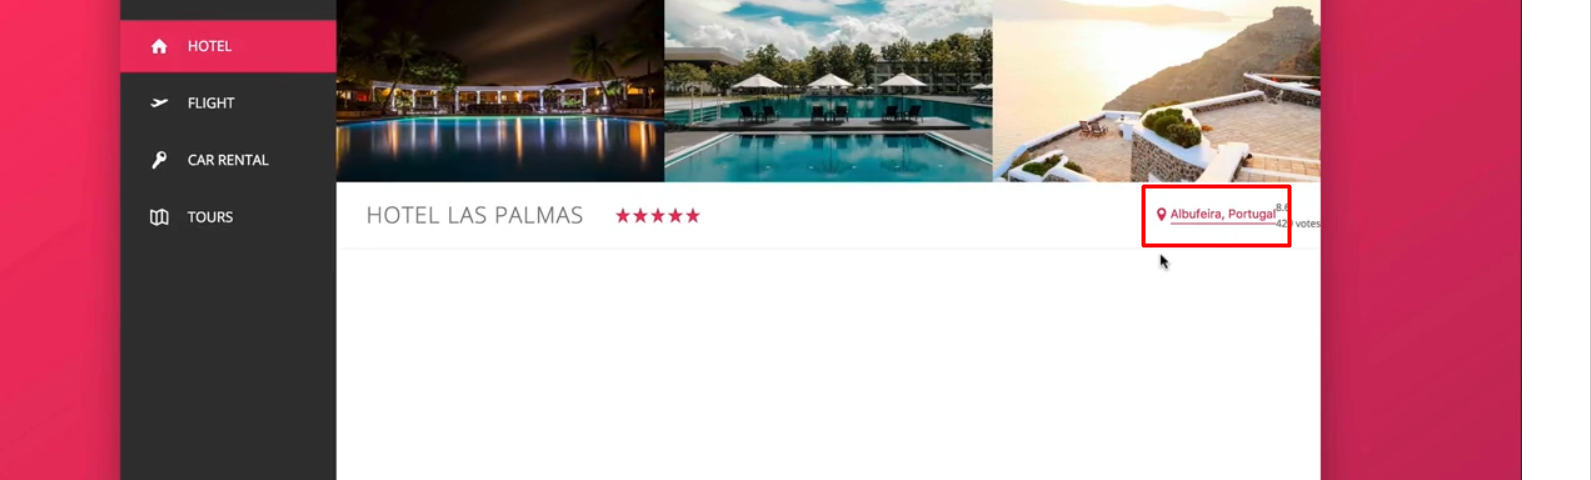 HOTEL
FLIGHT
CAR RENTAL
TOURS
HOTEL LAS PALMAS
Albufeira, Portugal
votes